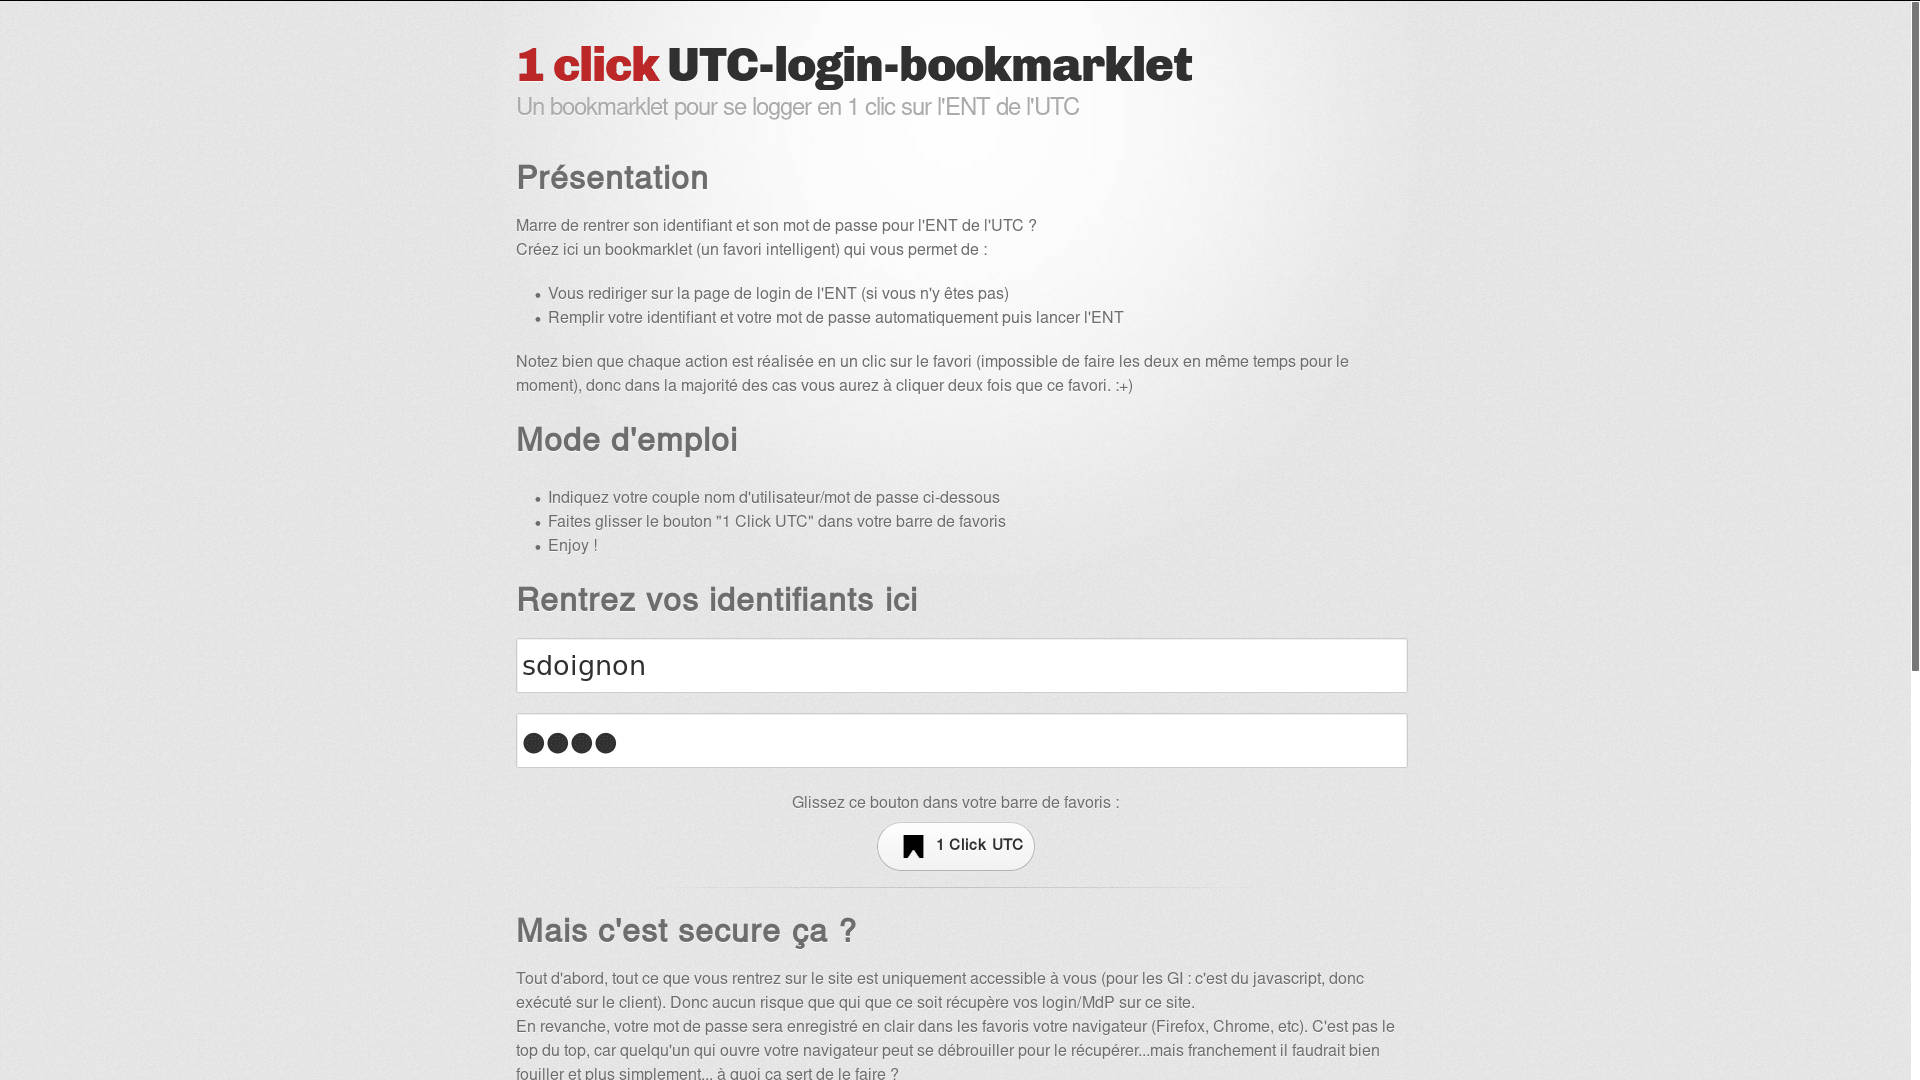 1 click UTC-login-bookmarklet
Un bookmarklet pour se logger en 1 clic sur l'ENT de l'UTC
Présentation
Marre de rentrer son identifiant et son mot de passe pour l'ENT de l'UTC ?
Créez ici un bookmarklet (un favori intelligent) qui vous permet de :
Vous rediriger sur la page de login de l'ENT (si vous n'y êtes pas)
Remplir votre identifiant et votre mot de passe automatiquement puis lancer l'ENT
Notez bien que chaque action est réalisée en un clic sur le favori (impossible de faire les deux en même temps pour le
moment), donc dans la majorité des cas vous aurez à cliquer deux fois que ce favori. :+)
Mode d'emploi
Indiquez votre couple nom d'utilisateur/mot de passe ci-dessous
Faites glisser le bouton "1 Click UTC" dans votre barre de favoris
Enjoy !
Rentrez vos identifiants ici
sdoignon
●●●●
Glissez ce bouton dans votre barre de favoris :
1 Click UTC
Mais c'est secure ça ?
Tout d'abord, tout ce que vous rentrez sur le site est uniquement accessible à vous (pour les GI : c'est du javascript, donc
exécuté sur le client). Donc aucun risque que qui que ce soit récupère vos login/MdP sur ce site.
En revanche, votre mot de passe sera enregistré en clair dans les favoris votre navigateur (Firefox, Chrome, etc). C'est pas le
top du top, car quelqu'un qui ouvre votre navigateur peut se débrouiller pour le récupérer...mais franchement il faudrait bien
fouiller et plus simplement... à quoi ça sert de le faire ?